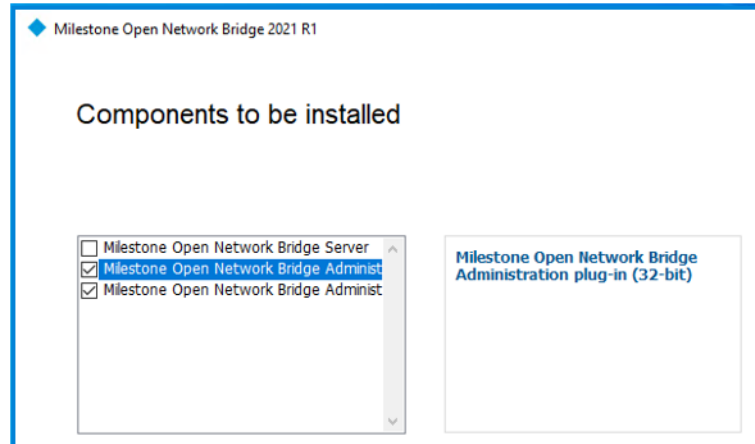 Milestone Open Network Bridge 2021 R1
Components to be installed
Milestone Open Network Bridge Server
Milestone Open Network Bridge Administ
Milestone Open Network Bridge Administ
Milestone Open Network Bridge
Administration plug-in (32-bit)